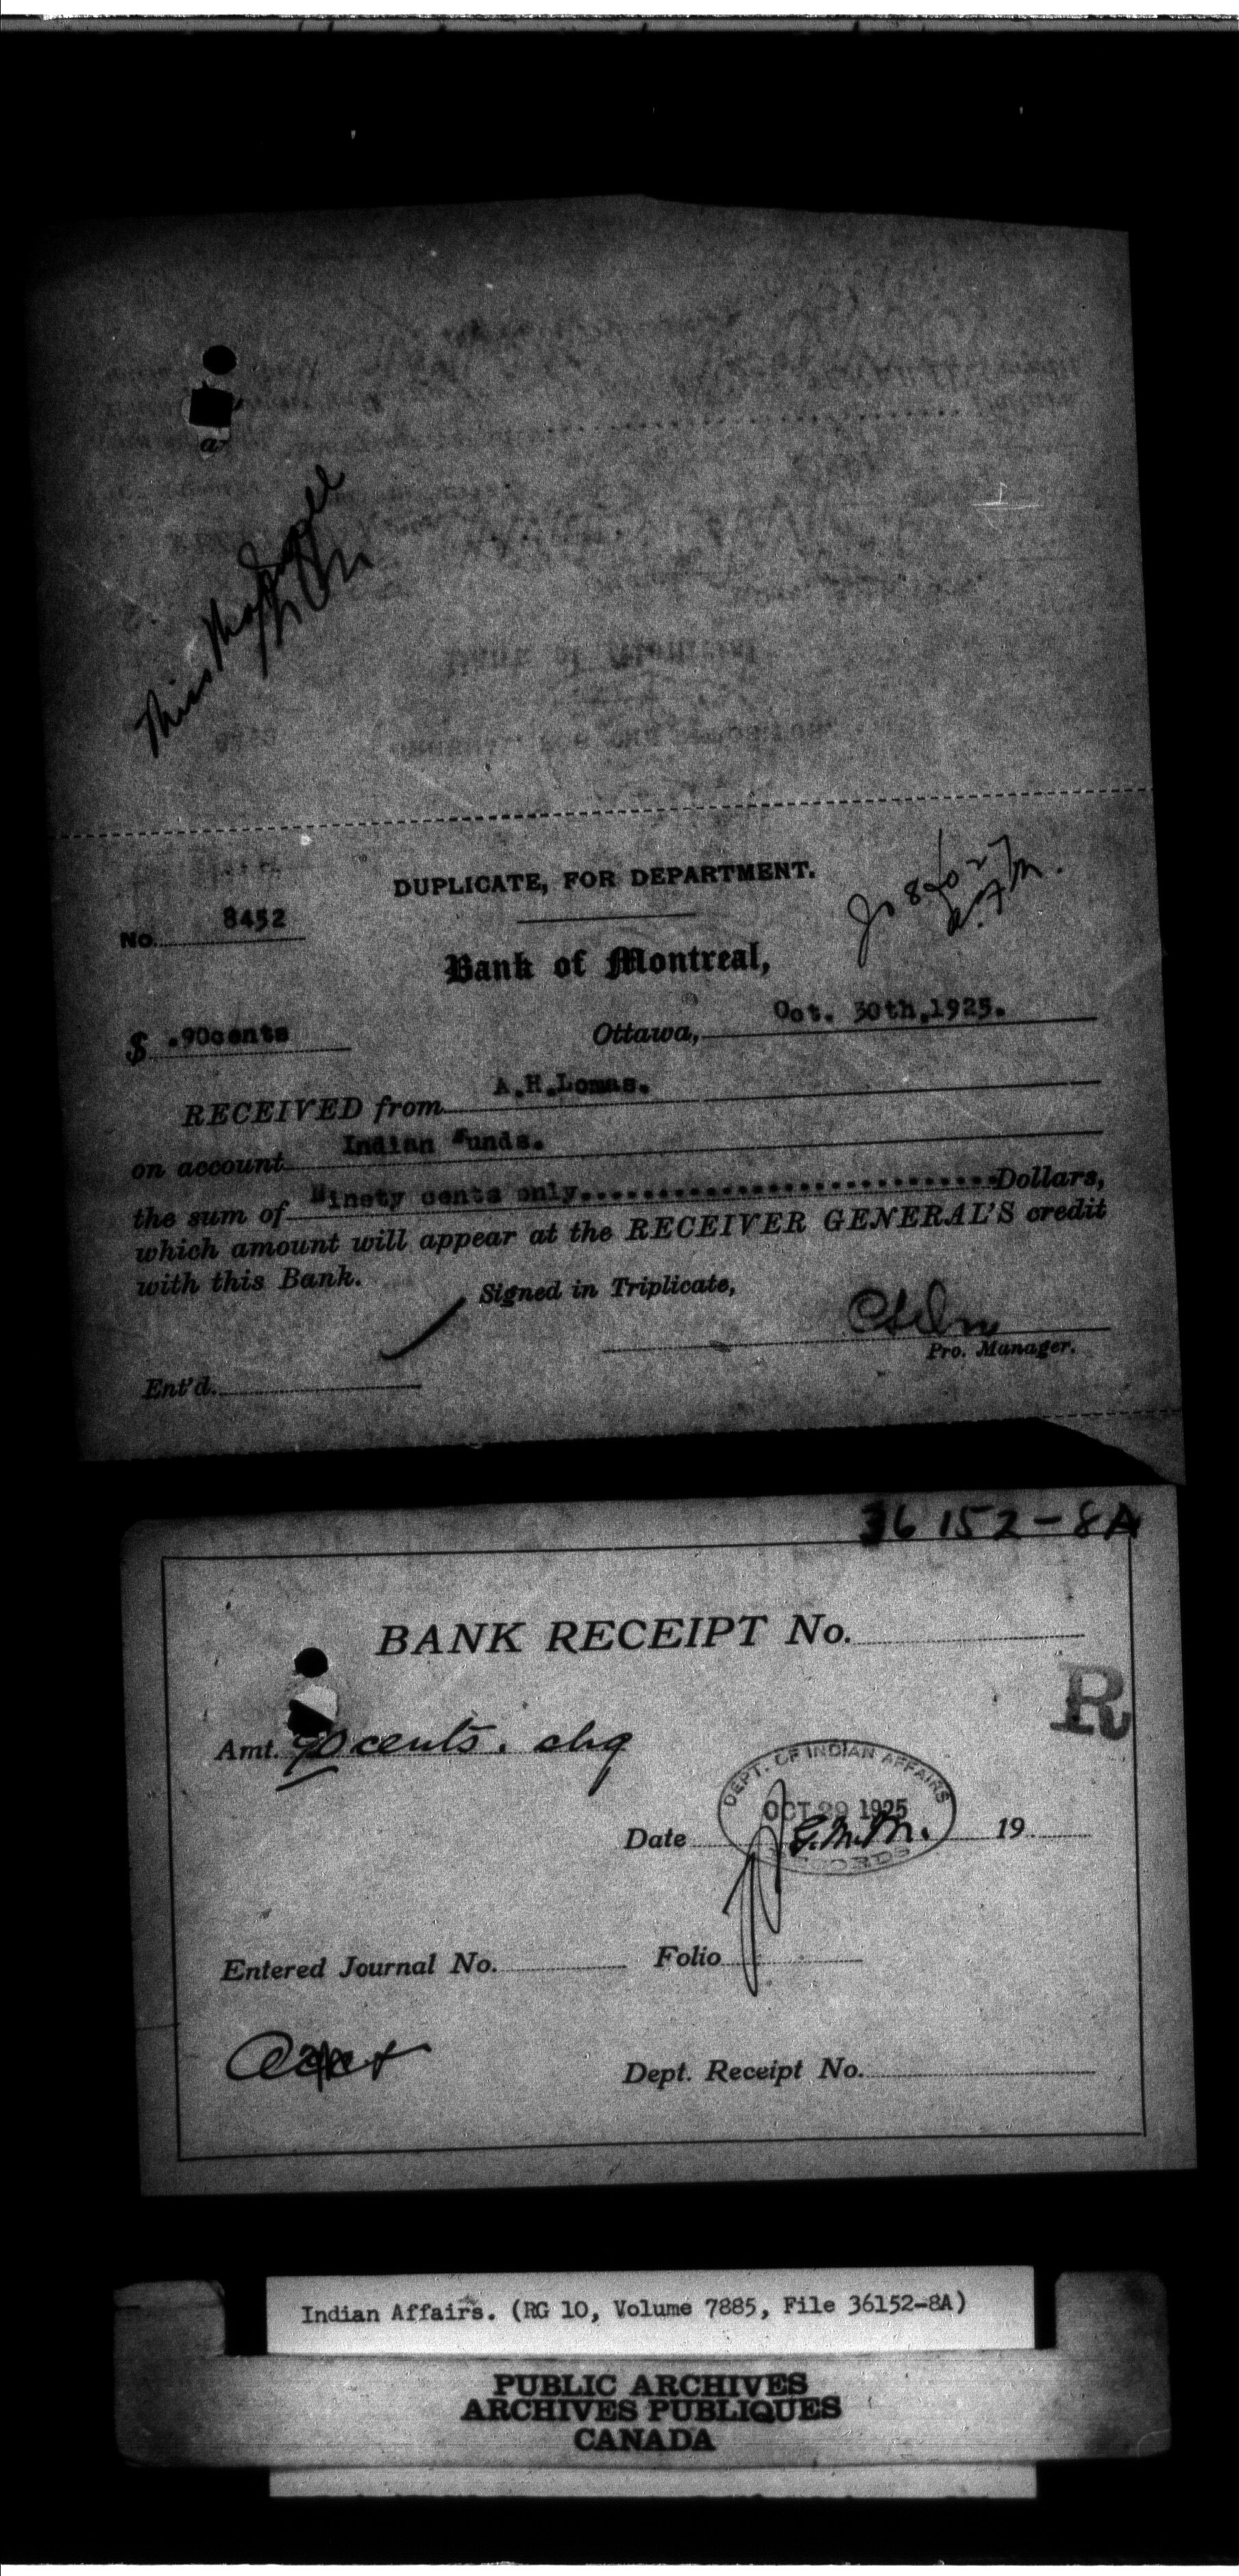 Miss
DUPLICATE, FOR DEPARTMENT.
No. 8452
Bank of Montreal,
$ .90cents
Ottawa, Oct. 30th,1925.
RECEIVED from A.H.Lomas.
on account Indian Funds.
the sum of Ninety cents only. Dollars,
which amount will appear at the RECEIVER GENERAL'S credit
with this Bank.
Signed in Triplicate,
Pro. Manager.
Ent'd.
36152-8A
BANK RECEIPT No.
R
Amt. 90 cents. chq
DEPT. OF INDIAN AFFAIRS
OCT 29 1925
Date G.M.M. 19
RECORDS
Entered Journal No. Folio
Dept. Receipt No.
Indian Affairs. (RG 10, Volume 7885, File 36152-8A)
PUBLIC ARCHIVES
ARCHIVES PUBLIQUES
CANADA